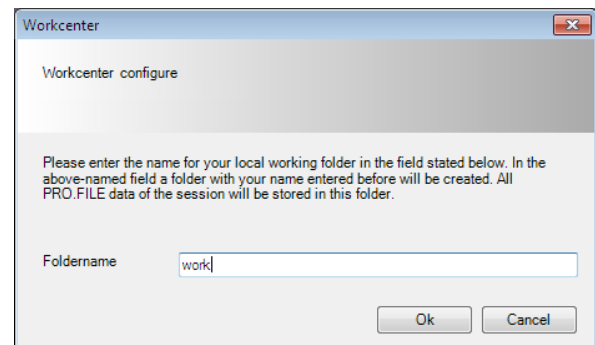 Workcenter
Workcenter configure
Please enter the name for your local working folder in the field stated below. In the
above-named field a folder with your name entered before will be created. All
PRO.FILE data of the session will be stored in this folder.
Foldername
work
Ok
Cancel